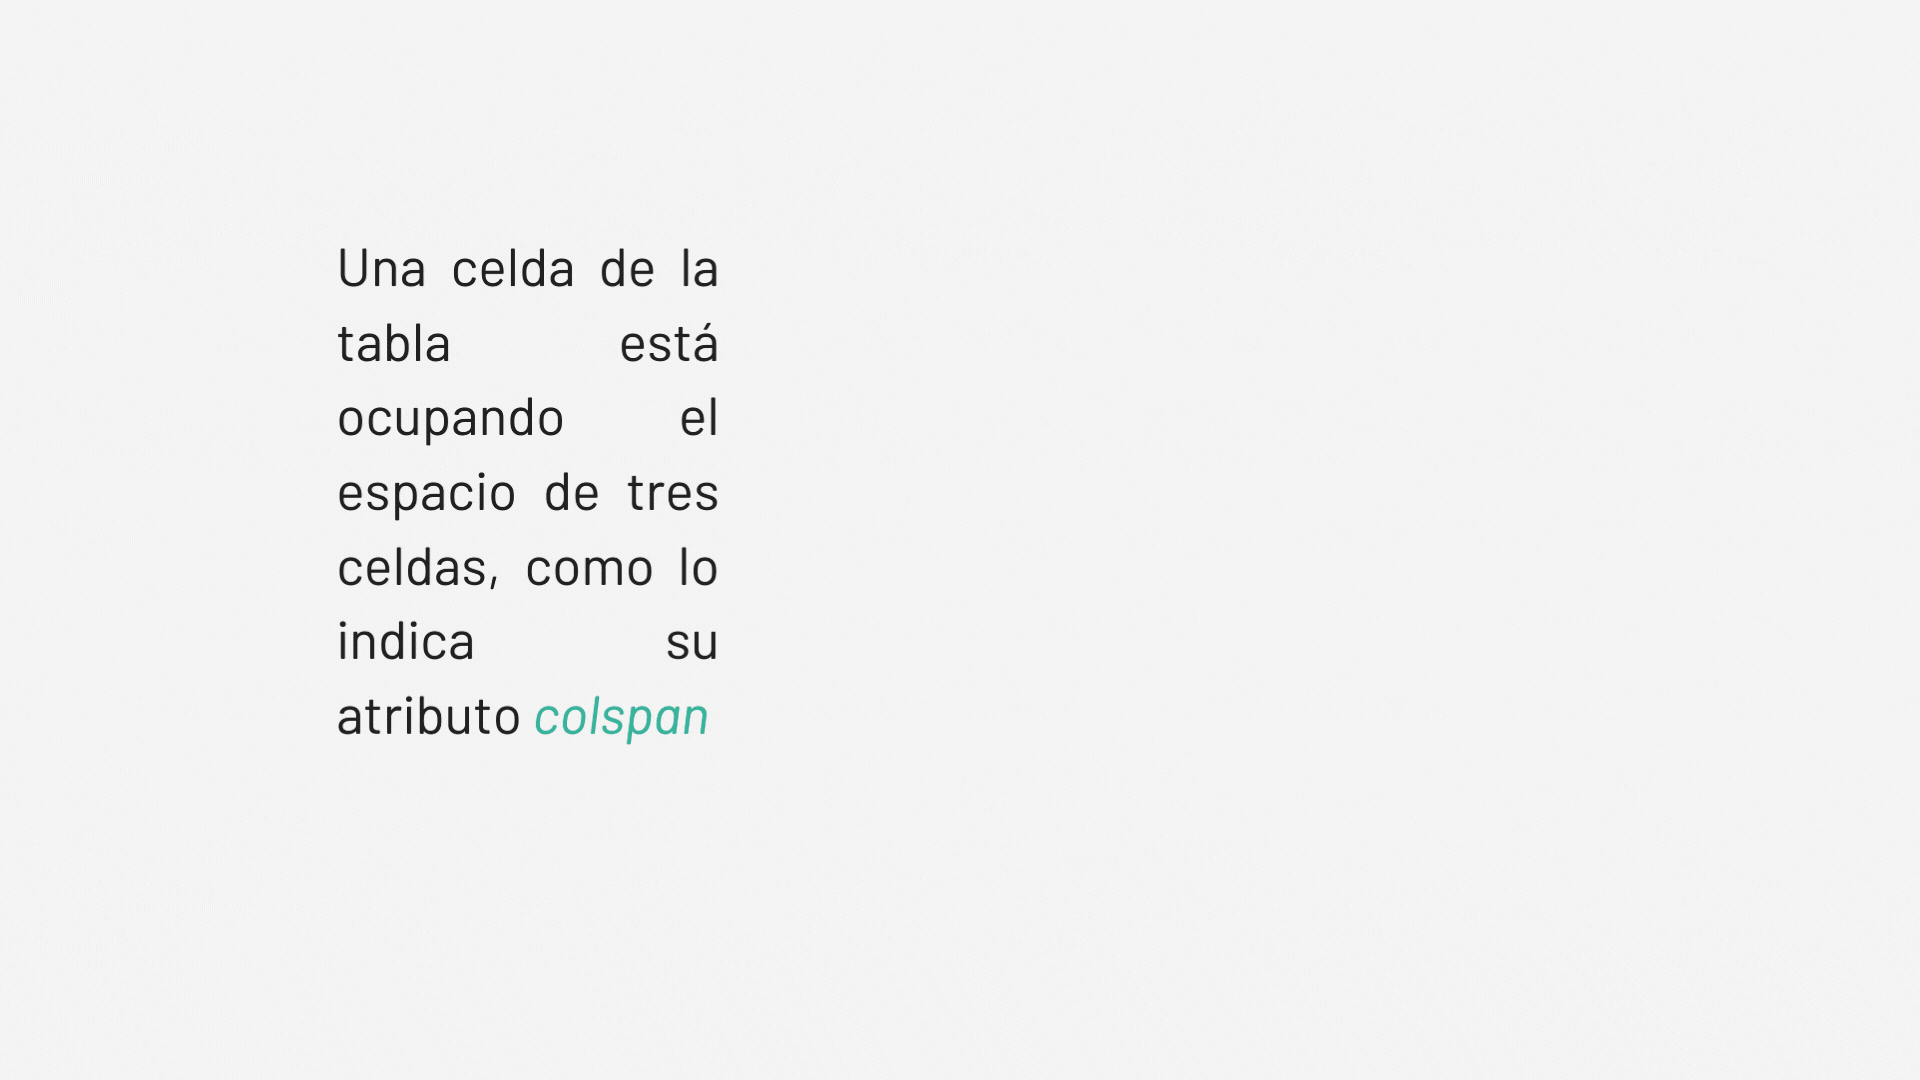 Una celda de la
tabla está
ocupando el
espacio de tres
celdas, como lo
indica su
atributo colspan